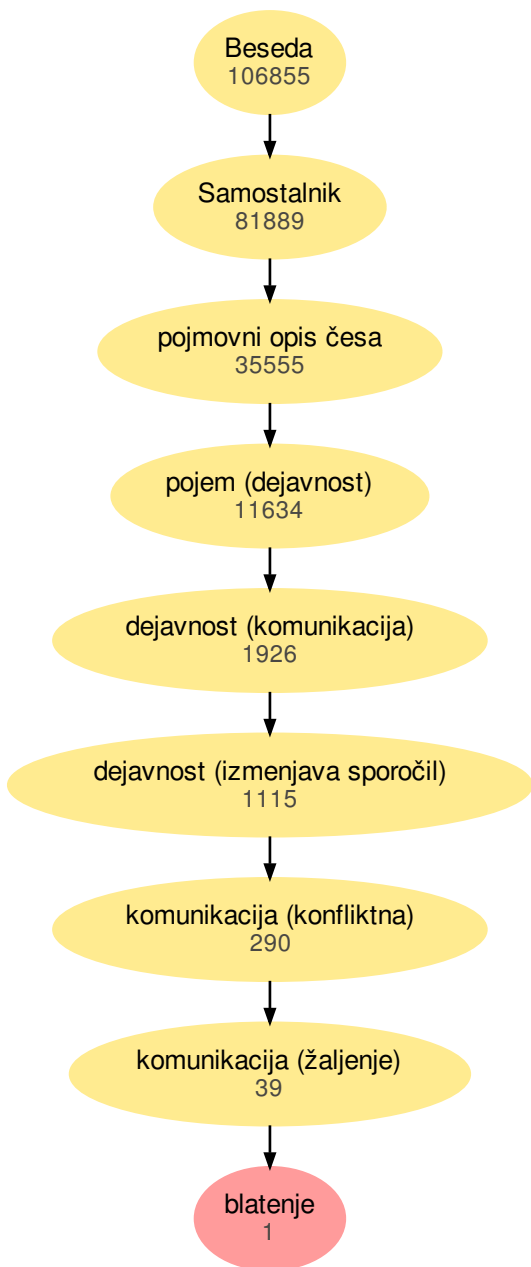 Beseda
106855
Samostalnik
81889
pojmovni opis česa
35555
pojem (dejavnost)
11634
dejavnost (komunikacija)
1926
dejavnost (izmenjava sporočil)
1115
komunikacija (konfliktna)
290
komunikacija (žaljenje)
39
blatenje
1